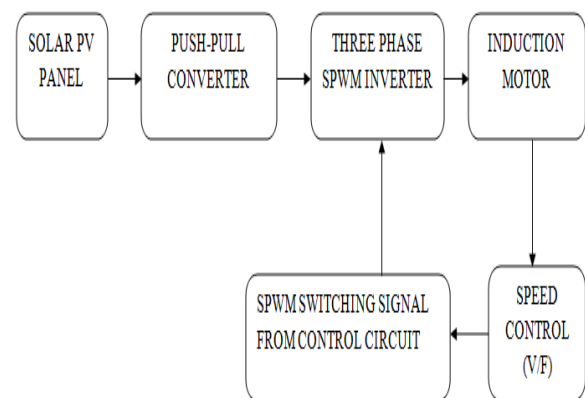 SOLAR PV
PANEL
PUSH-PULL
CONVERTER
THREE PHASE
SPWM INVERTER
INDUCTION
MOTOR
SPWM SWITCHING SIGNAL
FROM CONTROL CIRCUIT
SPEED
CONTROL
(V/F)